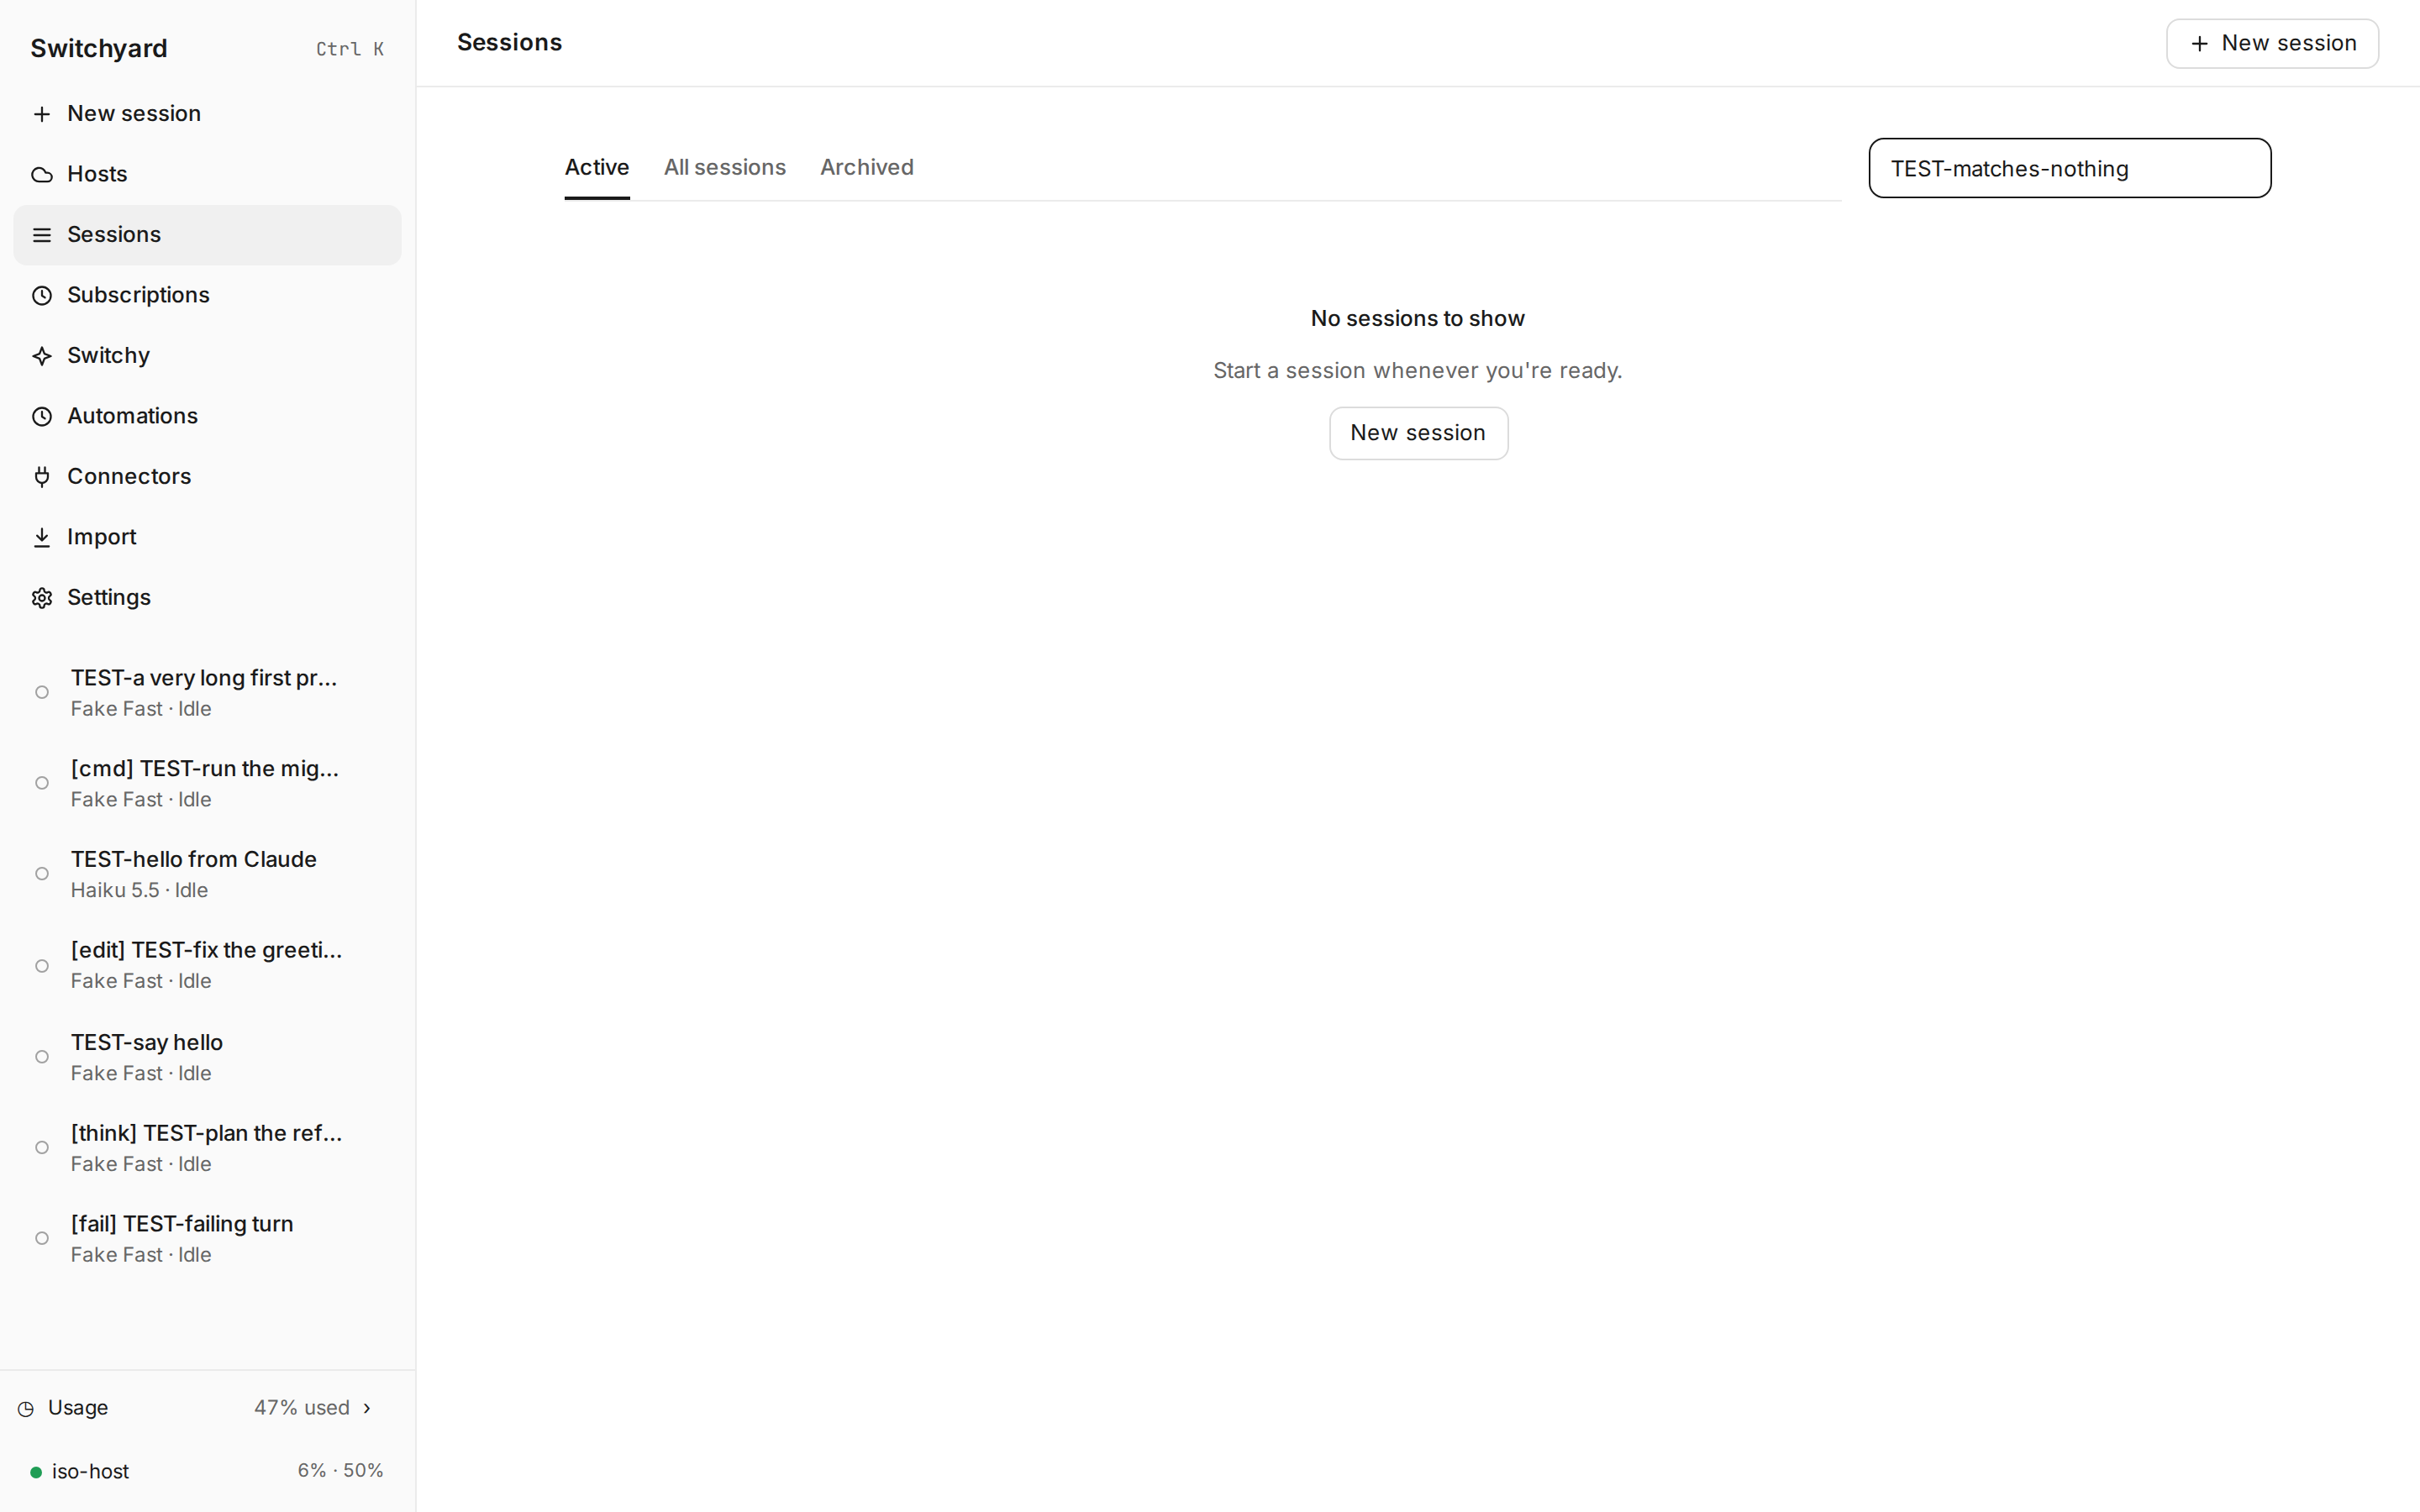 Switchyard
Ctrl K
New session
Hosts
Sessions
Subscriptions
Switchy
Automations
Connectors
Import
Settings
TEST-a very long first pr...
Fake Fast · Idle
[cmd] TEST-run the mig...
Fake Fast · Idle
TEST-hello from Claude
Haiku 5.5 · Idle
[edit] TEST-fix the greeti...
Fake Fast · Idle
TEST-say hello
Fake Fast · Idle
[think] TEST-plan the ref...
Fake Fast · Idle
[fail] TEST-failing turn
Fake Fast · Idle
Usage
47% used ›
iso-host
6% · 50%
Sessions
New session
Active
All sessions
Archived
TEST-matches-nothing
No sessions to show
Start a session whenever you're ready.
New session